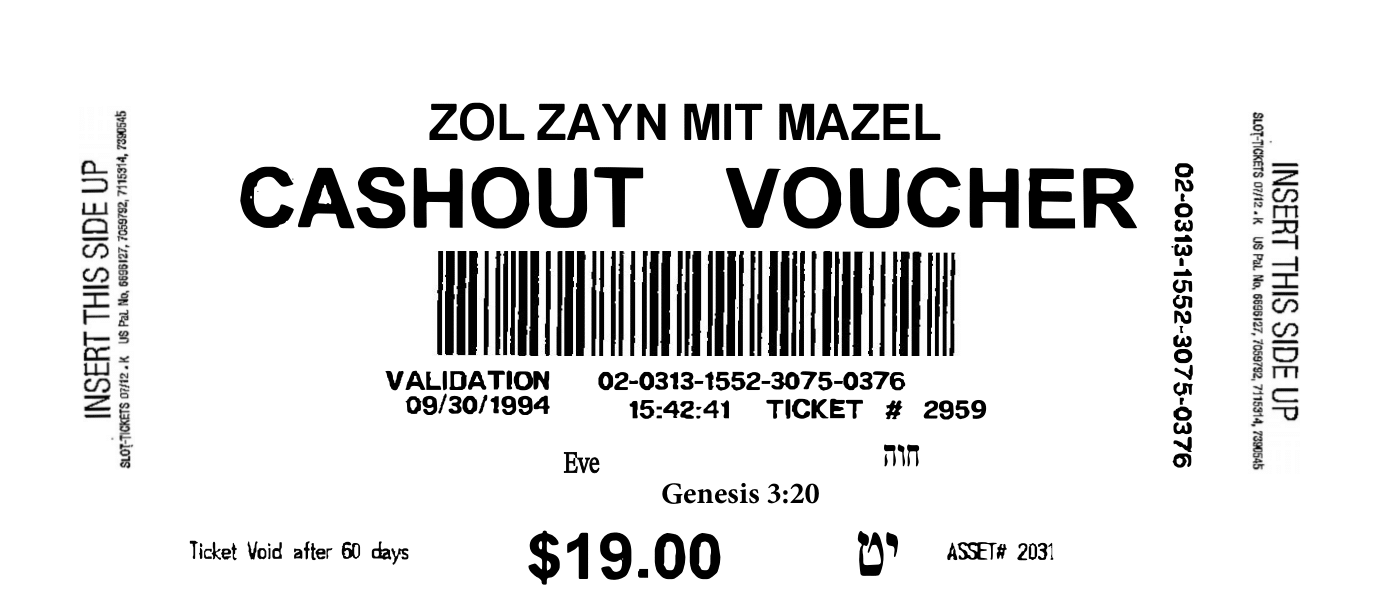 ZOL ZAYN MIT MAZEL
CASHOUT VOUCHER
INSERT THIS SIDE UP
SLOT-TICKETS 07/12 - K US Pat. No. 6696127, 7059792, 7115314, 7390545
VALIDATION 02-0313-1552-3075-0376
09/30/1994 15:42:41 TICKET # 2959
Eve חוה
Genesis 3:20
Ticket Void after 60 days $19.00 יט ASSET# 2031
02-0313-1552-3075-0376
SLOT-TICKETS 07/12 - K US Pat. No. 6696127, 7059792, 7115314, 7390545
INSERT THIS SIDE UP